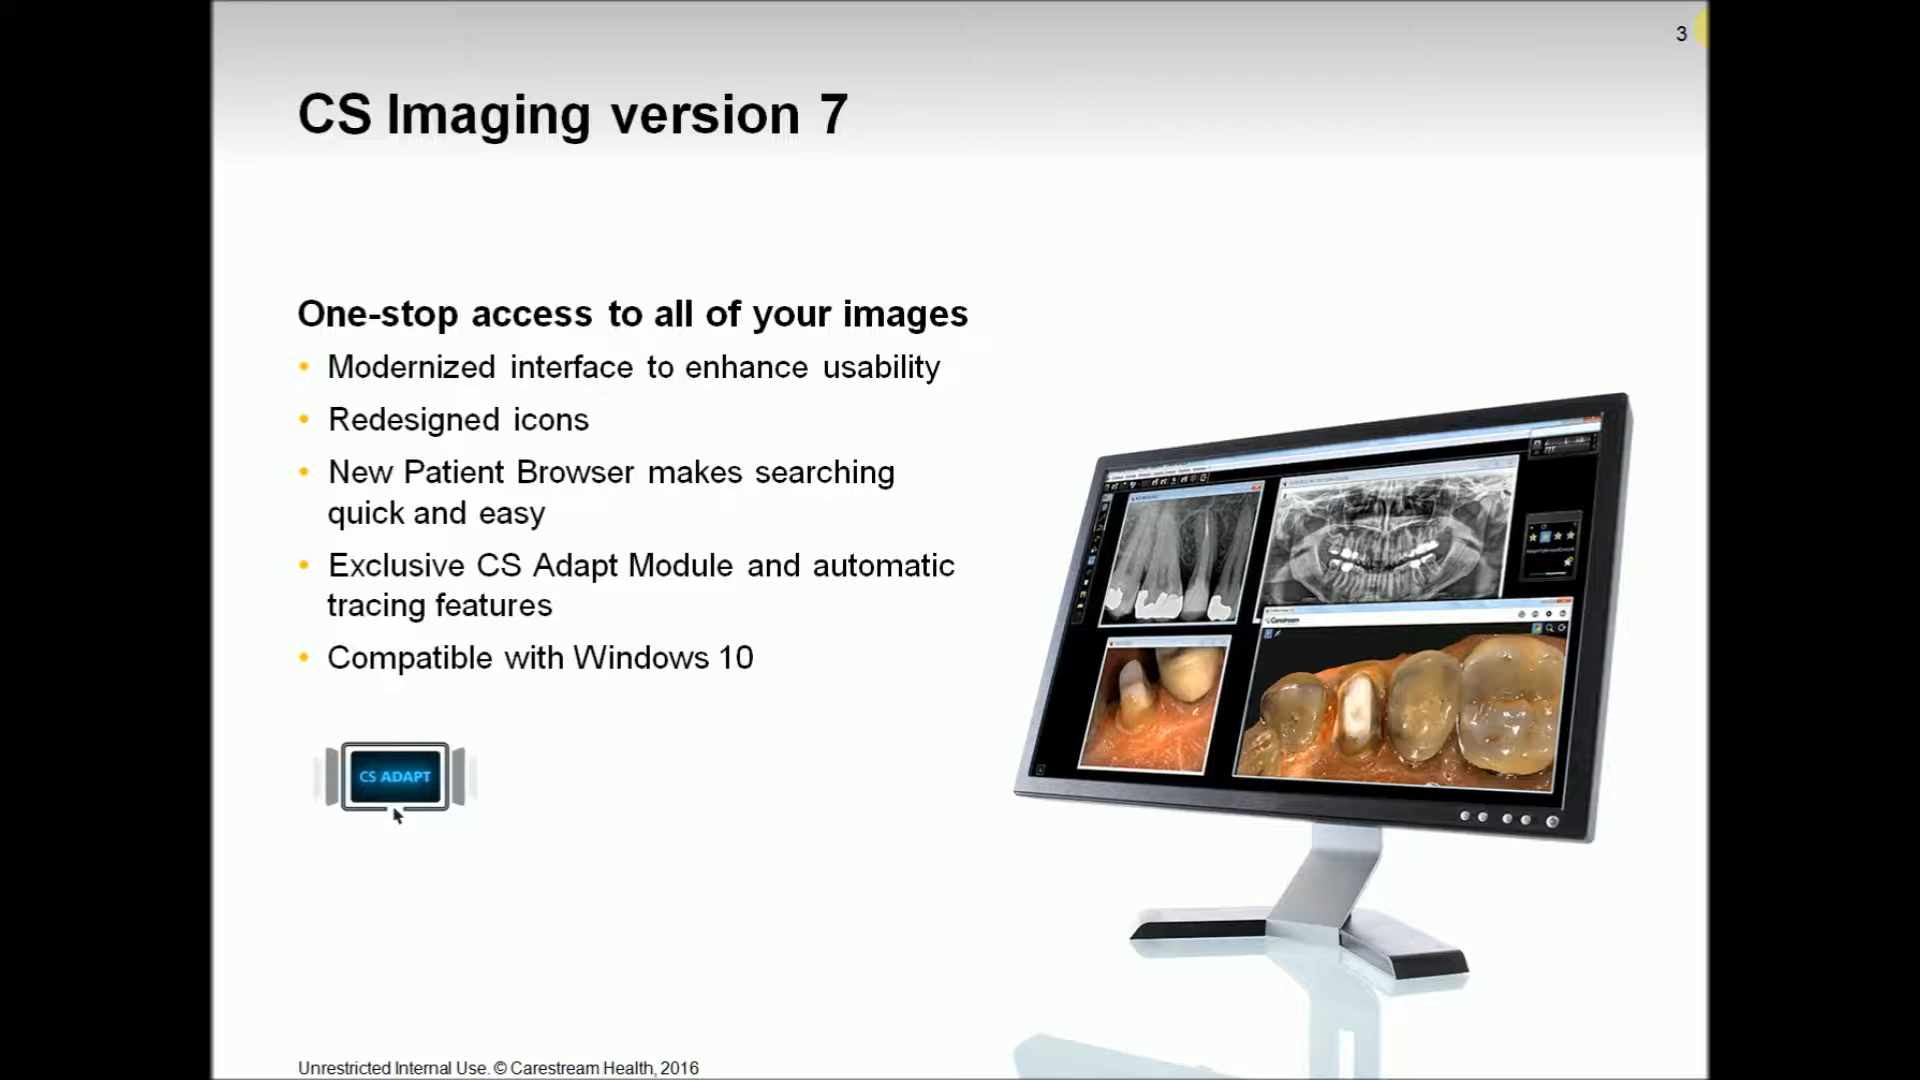 3
CS Imaging version 7
One-stop access to all of your images
• Modernized interface to enhance usability
• Redesigned icons
• New Patient Browser makes searching
quick and easy
• Exclusive CS Adapt Module and automatic
tracing features
• Compatible with Windows 10
CS ADAPT
Carestream
Unrestricted Internal Use. © Carestream Health, 2016